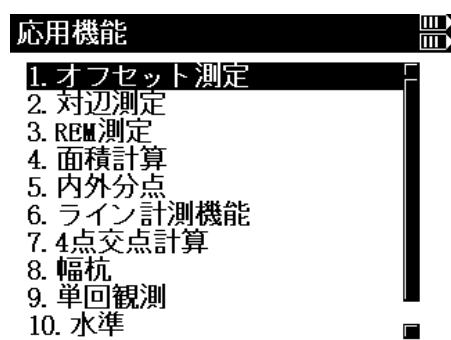 応用機能
1. オフセット測定
2. 対辺測定
3. REM測定
4. 面積計算
5. 内外分点
6. ライン計測機能
7. 4点交点計算
8. 幅杭
9. 単回観測
10. 水準